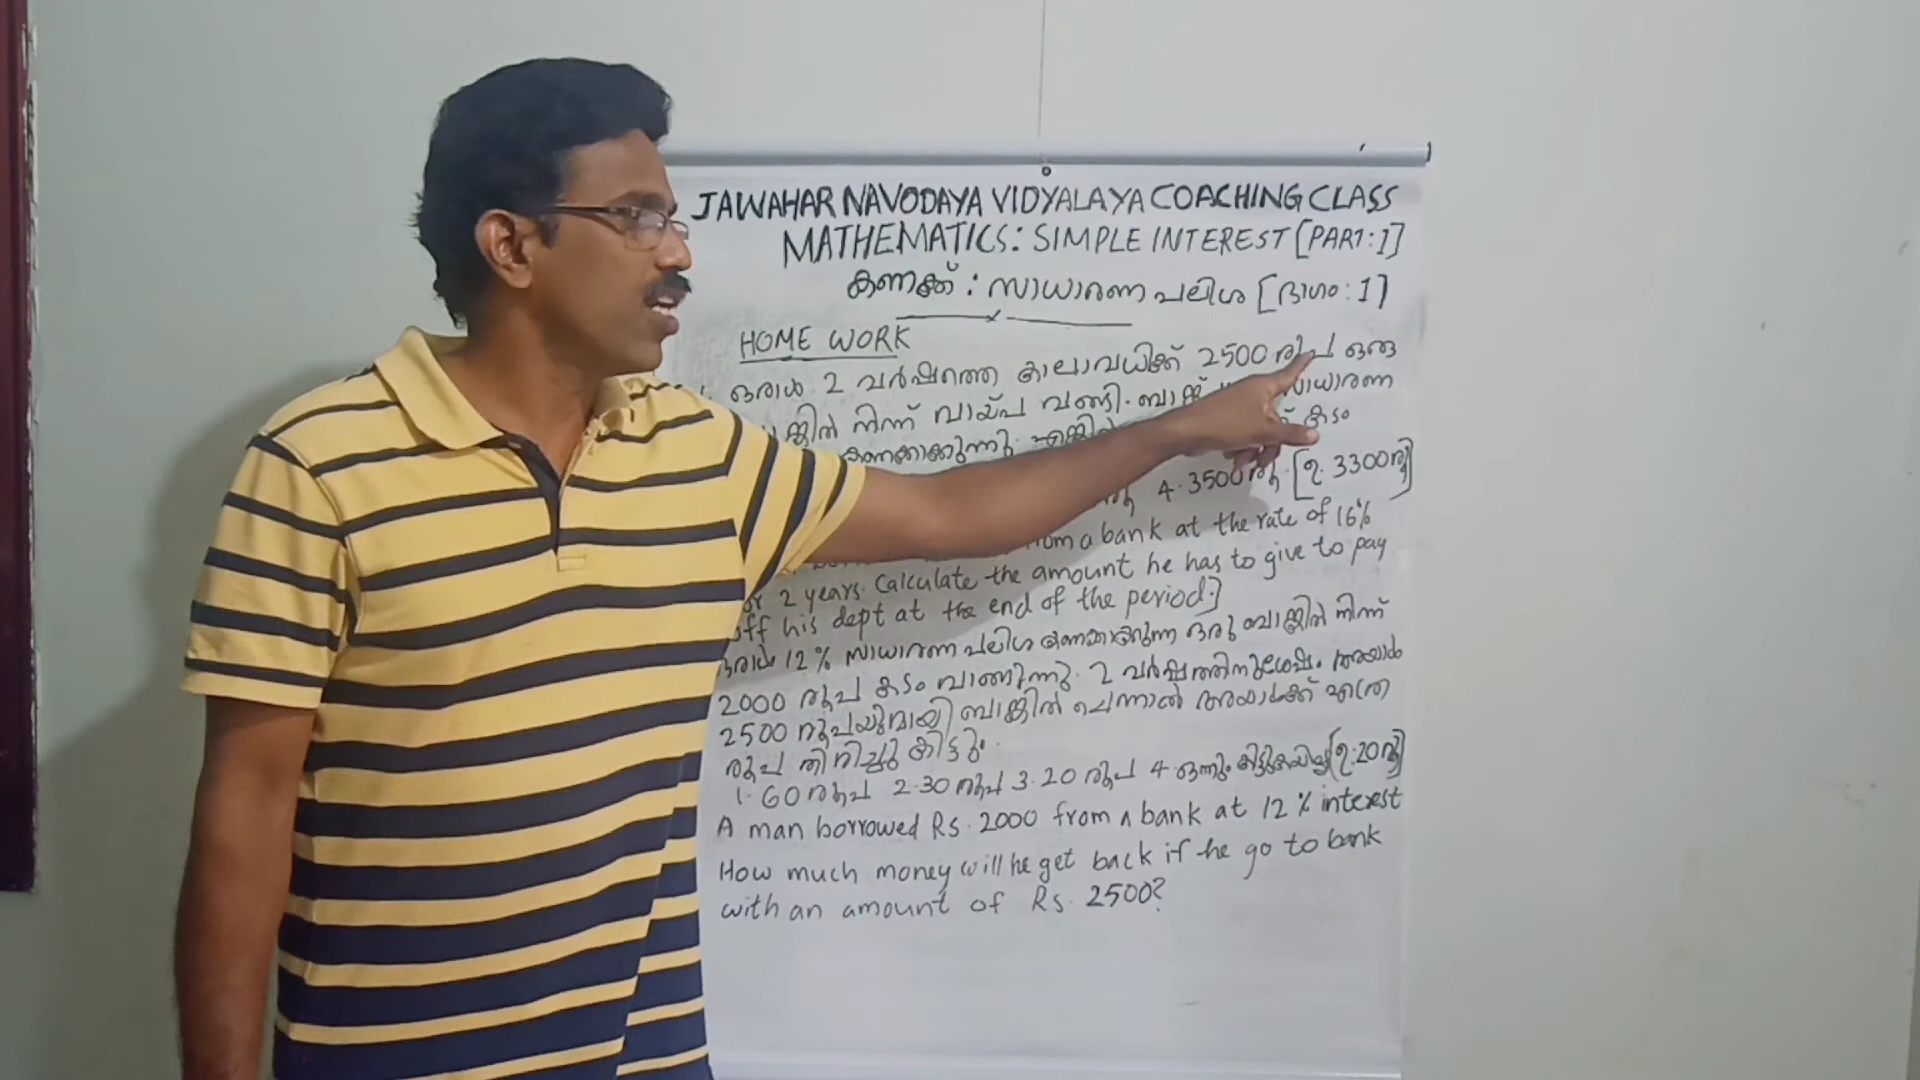 JAWAHAR NAVODAYA VIDYALAYA COACHING CLASS
MATHEMATICS: SIMPLE INTEREST [PART:1]
കണക്ക് : സാധാരണ പലിശ [ഭാഗം : 1]
HOME WORK
ഒരാൾ 2 വർഷത്തെ കാലാവധിക്ക് 2500 രൂപ ഒരു
നിന്ന് വായ്പ വാങ്ങി. ബാങ്ക് സാധാരണ
കണക്കാക്കുന്നു. എങ്കിൽ കടം
4. 3500 രൂ. [ഉ. 3300 രൂ]
from a bank at the rate of 16%
for 2 years. Calculate the amount he has to give to pay
off his dept at the end of the period.]
ഒരാൾ 12% സാധാരണ പലിശ കണക്കാക്കുന്ന ഒരു ബാങ്കിൽ നിന്ന്
2000 രൂപ കടം വാങ്ങുന്നു. 2 വർഷത്തിനുശേഷം അയാൾ
2500 രൂപയുമായി ബാങ്കിൽ ചെന്നാൽ അയാൾക്ക് എത്ര
രൂപ തിരിച്ചു കിട്ടും.
1. 60 രൂപ 2. 30 രൂപ 3. 20 രൂപ 4. ഒന്നും കിട്ടുകയില്ല [ഉ: 20 രൂ]
A man borrowed Rs. 2000 from a bank at 12 % interest
How much money will he get back if he go to bank
with an amount of Rs. 2500?